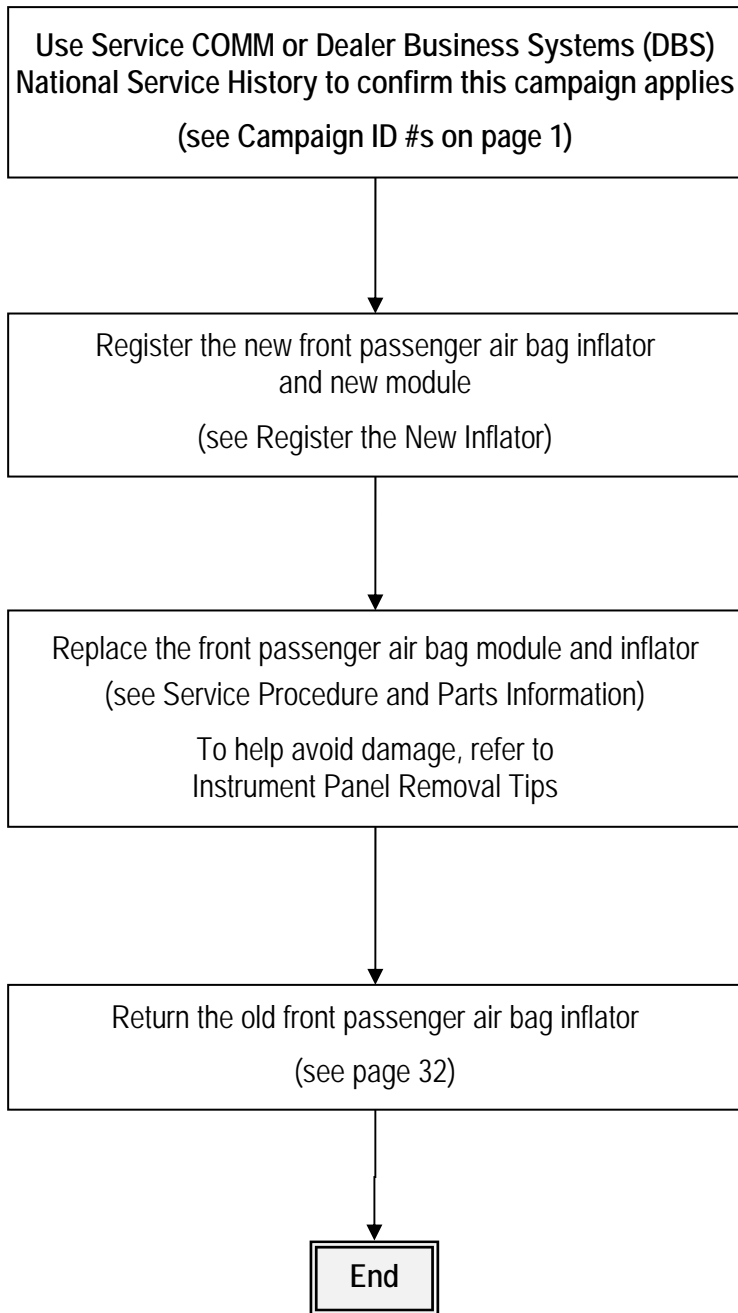 Use Service COMM or Dealer Business Systems (DBS)
National Service History to confirm this campaign applies
(see Campaign ID #s on page 1)
Register the new front passenger air bag inflator
and new module
(see Register the New Inflator)
Replace the front passenger air bag module and inflator
(see Service Procedure and Parts Information)
To help avoid damage, refer to
Instrument Panel Removal Tips
Return the old front passenger air bag inflator
(see page 32)
End